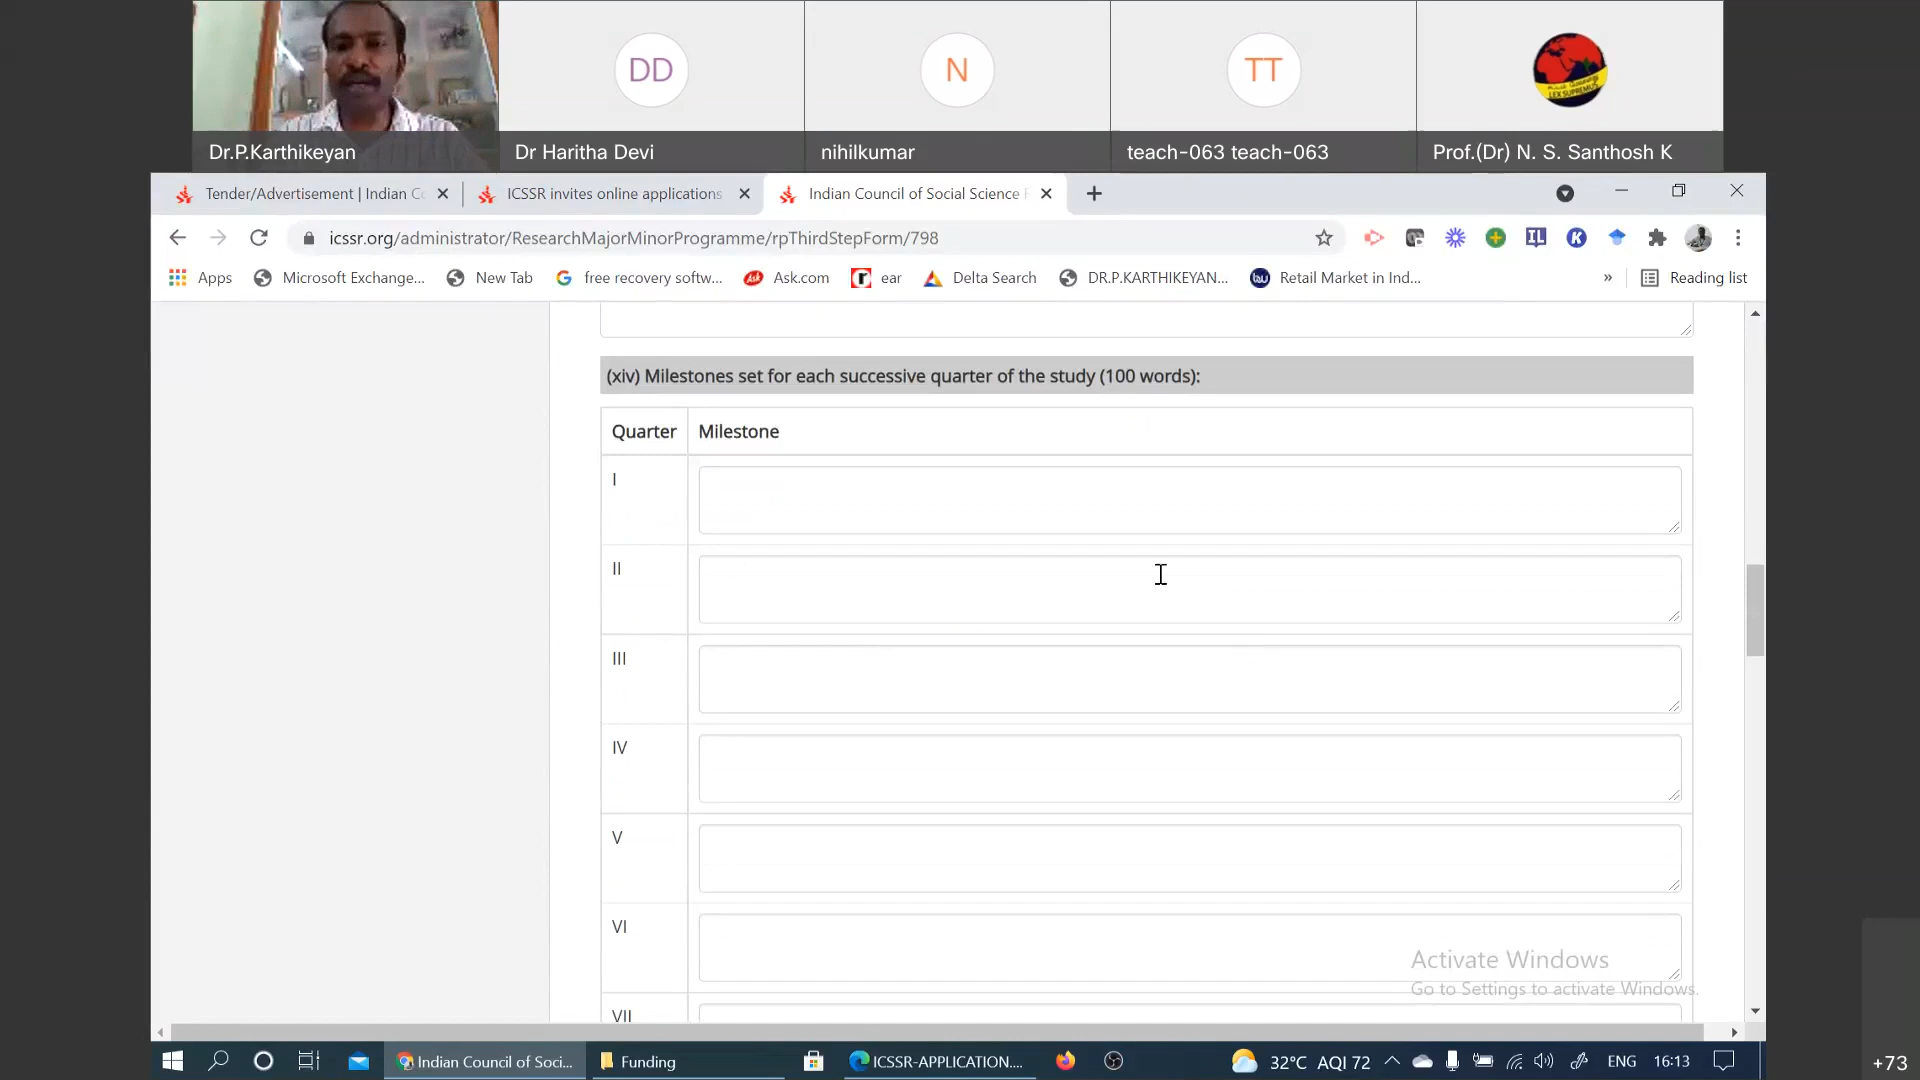 DD
N
TT
LEX SUPREMUS
Dr.P.Karthikeyan
Dr Haritha Devi
nihilkumar
teach-063 teach-063
Prof.(Dr) N. S. Santhosh K
Tender/Advertisement | Indian Co
ICSSR invites online applications
Indian Council of Social Science R
icssr.org/administrator/ResearchMajorMinorProgramme/rpThirdStepForm/798
IL
K
Apps
Microsoft Exchange...
New Tab
free recovery softw...
Ask
Ask.com
r
ear
Delta Search
DR.P.KARTHIKEYAN...
Retail Market in Ind...
»
Reading list
(xiv) Milestones set for each successive quarter of the study (100 words):
Quarter
Milestone
I
II
III
IV
V
VI
VII
Activate Windows
Go to Settings to activate Windows.
Indian Council of Soci...
Funding
ICSSR-APPLICATION....
32°C AQI 72
ENG
16:13
+73